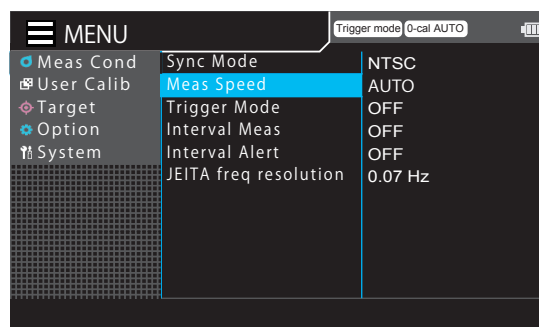 MENU
Trigger mode 0-cal AUTO
Meas Cond
User Calib
Target
Option
System
Sync Mode NTSC
Meas Speed AUTO
Trigger Mode OFF
Interval Meas OFF
Interval Alert OFF
JEITA freq resolution 0.07 Hz